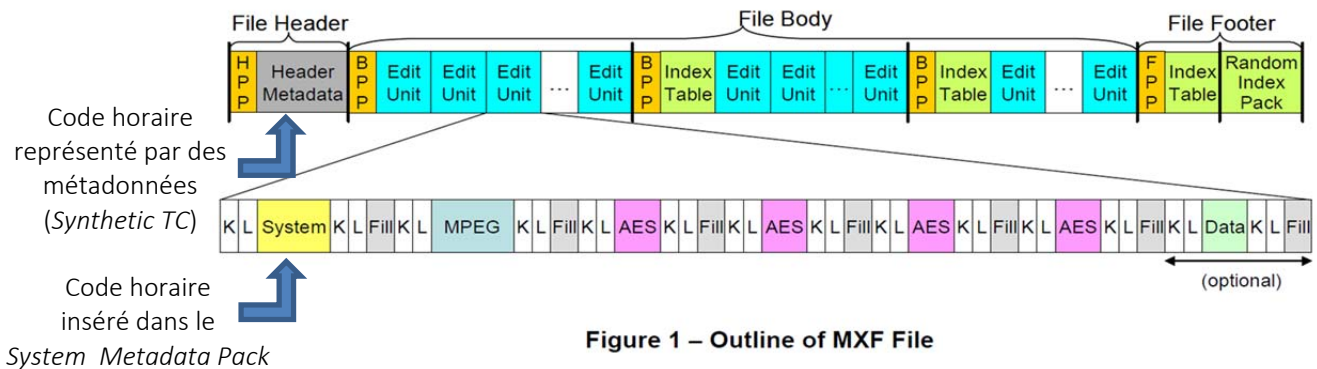 File Header File Body File Footer
H P P Header Metadata B P P Edit Unit Edit Unit Edit Unit ... Edit Unit B P P Index Table Edit Unit Edit Unit ... Edit Unit B P P Index Table Edit Unit ... Edit Unit F P P Index Table Random Index Pack
Code horaire
représenté par des
métadonnées
(Synthetic TC)
K L System K L Fill K L MPEG K L Fill K L AES K L Fill K L AES K L Fill K L AES K L Fill K L AES K L Fill K L Data K L Fill
(optional)
Code horaire
inséré dans le
System Metadata Pack
Figure 1 – Outline of MXF File